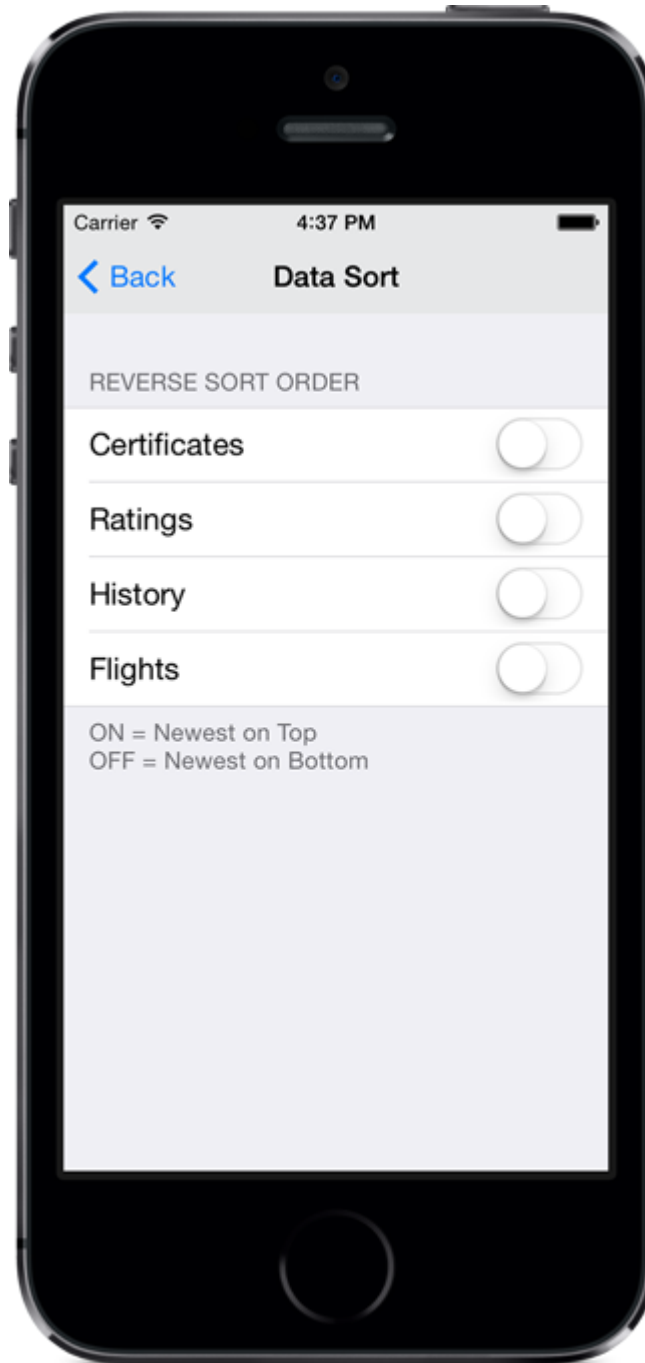 Carrier 4:37 PM
Back Data Sort
REVERSE SORT ORDER
Certificates
Ratings
History
Flights
ON = Newest on Top
OFF = Newest on Bottom